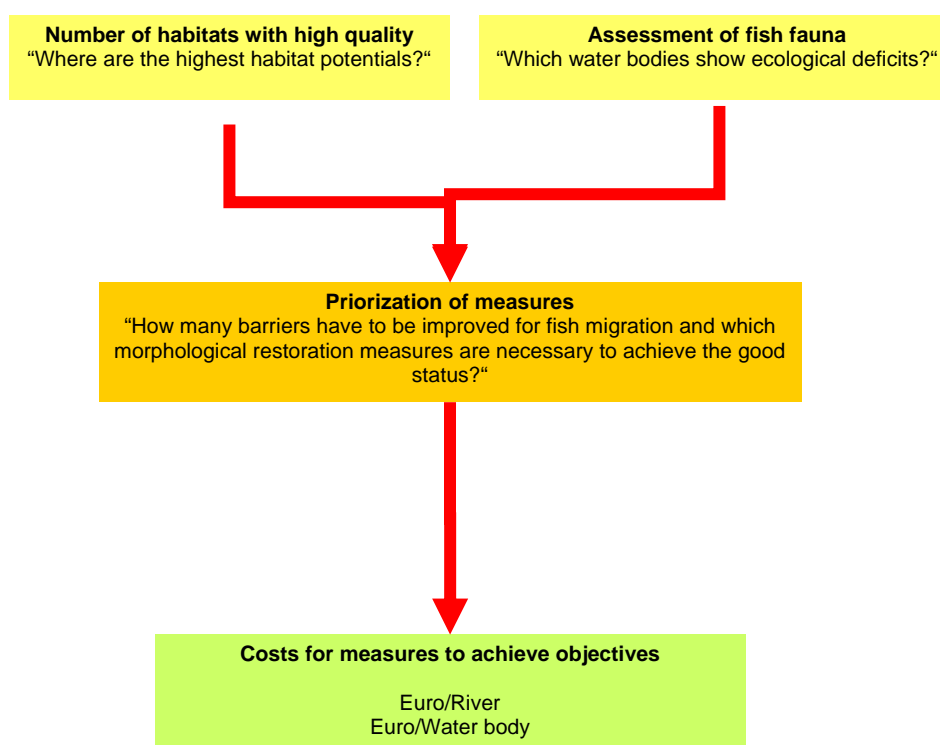 Number of habitats with high quality
“Where are the highest habitat potentials?“
Assessment of fish fauna
“Which water bodies show ecological deficits?“
Priorization of measures
“How many barriers have to be improved for fish migration and which
morphological restoration measures are necessary to achieve the good
status?“
Costs for measures to achieve objectives
Euro/River
Euro/Water body